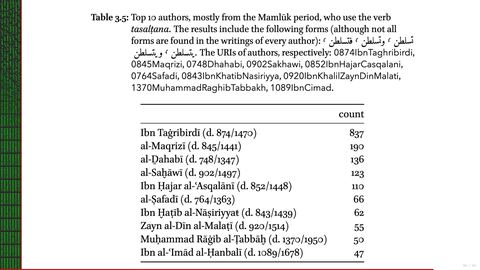 Table 3.5: Top 10 authors, mostly from the Mamlūk period, who use the verb
tasalṭana. The results include the following forms (although not all
forms are found in the writings of every author): تسلطن ، وتسلطن ، فتسلطن ،
يتسلطن ، ويتسلطن. The URIs of authors, respectively: 0874IbnTaghribirdi,
0845Maqrizi, 0748Dhahabi, 0902Sakhawi, 0852IbnHajarCasqalani,
0764Safadi, 0843IbnKhatibNasiriyya, 0920IbnKhalilZaynDinMalati,
1370MuhammadRaghibTabbakh, 1089IbnCimad.
count
Ibn Taġribirdī (d. 874/1470) 837
al-Maqrīzī (d. 845/1441) 190
al-Ḏahabī (d. 748/1347) 136
al-Saḫāwī (d. 902/1497) 123
Ibn Ḥajar al-ʿAsqalānī (d. 852/1448) 110
al-Ṣafadī (d. 764/1363) 66
Ibn Ḫaṭīb al-Nāṣiriyyat (d. 843/1439) 62
Zayn al-Dīn al-Malaṭī (d. 920/1514) 55
Muḥammad Rāġib al-Ṭabbāḫ (d. 1370/1950) 50
Ibn al-ʿImād al-Ḥanbalī (d. 1089/1678) 47